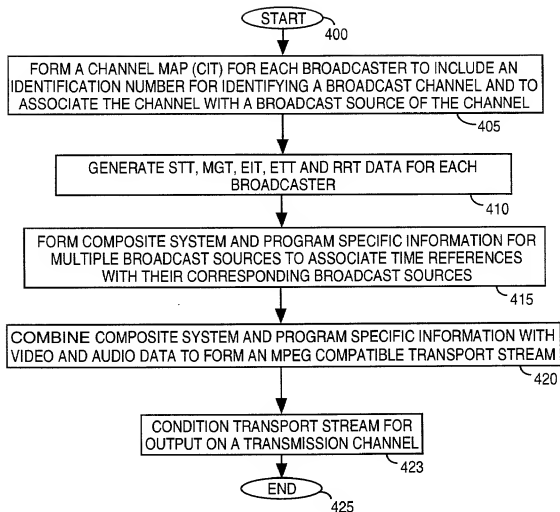 START
400
FORM A CHANNEL MAP (CIT) FOR EACH BROADCASTER TO INCLUDE AN
IDENTIFICATION NUMBER FOR IDENTIFYING A BROADCAST CHANNEL AND TO
ASSOCIATE THE CHANNEL WITH A BROADCAST SOURCE OF THE CHANNEL
405
GENERATE STT, MGT, EIT, ETT AND RRT DATA FOR EACH
BROADCASTER
410
FORM COMPOSITE SYSTEM AND PROGRAM SPECIFIC INFORMATION FOR
MULTIPLE BROADCAST SOURCES TO ASSOCIATE TIME REFERENCES
WITH THEIR CORRESPONDING BROADCAST SOURCES
415
COMBINE COMPOSITE SYSTEM AND PROGRAM SPECIFIC INFORMATION WITH
VIDEO AND AUDIO DATA TO FORM AN MPEG COMPATIBLE TRANSPORT STREAM
420
CONDITION TRANSPORT STREAM FOR
OUTPUT ON A TRANSMISSION CHANNEL
423
END
425